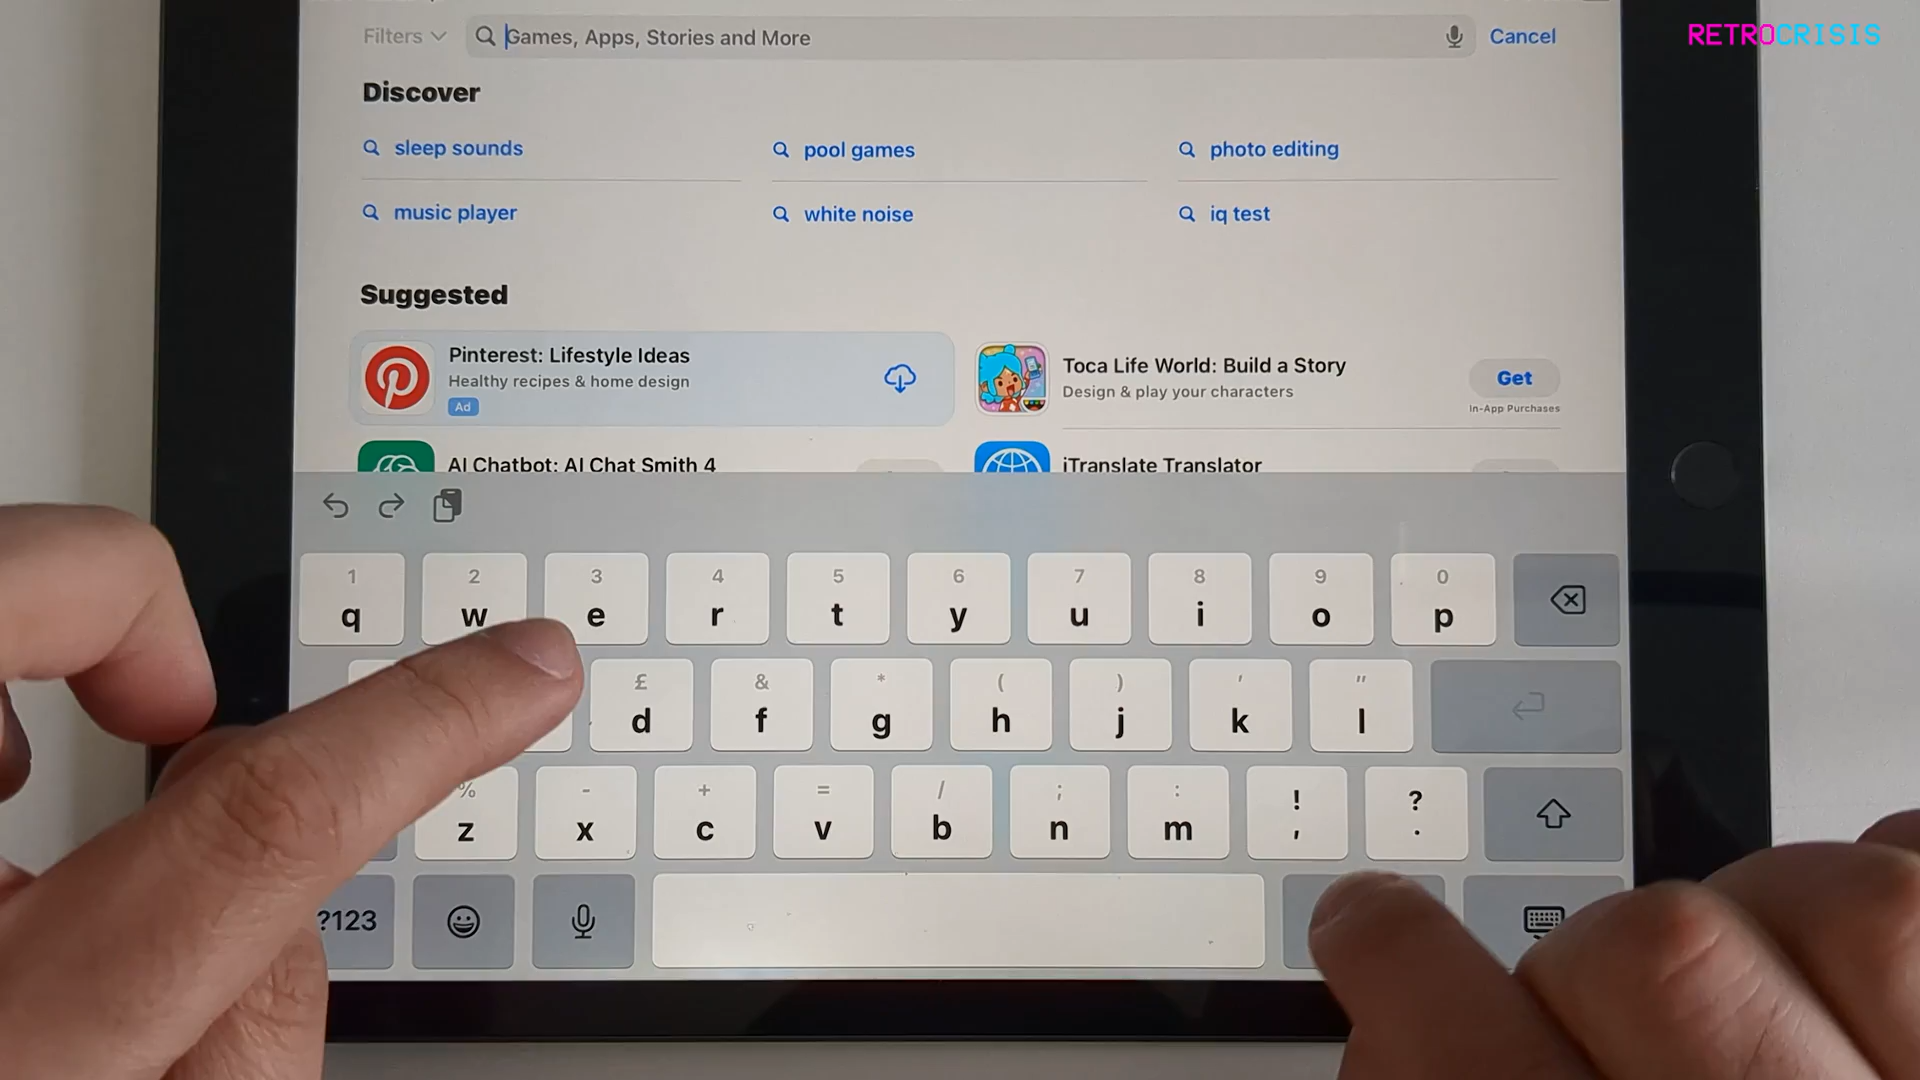 RETROCRISIS
Filters
Games, Apps, Stories and More
Cancel
Discover
sleep sounds
pool games
photo editing
music player
white noise
iq test
Suggested
Pinterest: Lifestyle Ideas
Healthy recipes & home design
Ad
Toca Life World: Build a Story
Design & play your characters
Get
In-App Purchases
AI Chatbot: AI Chat Smith 4
iTranslate Translator
1 2 3 4 5 6 7 8 9 0
q w e r t y u i o p
£ & * ( ) ' "
d f g h j k l
% - + = / ; : ! ?
z x c v b n m , .
?123